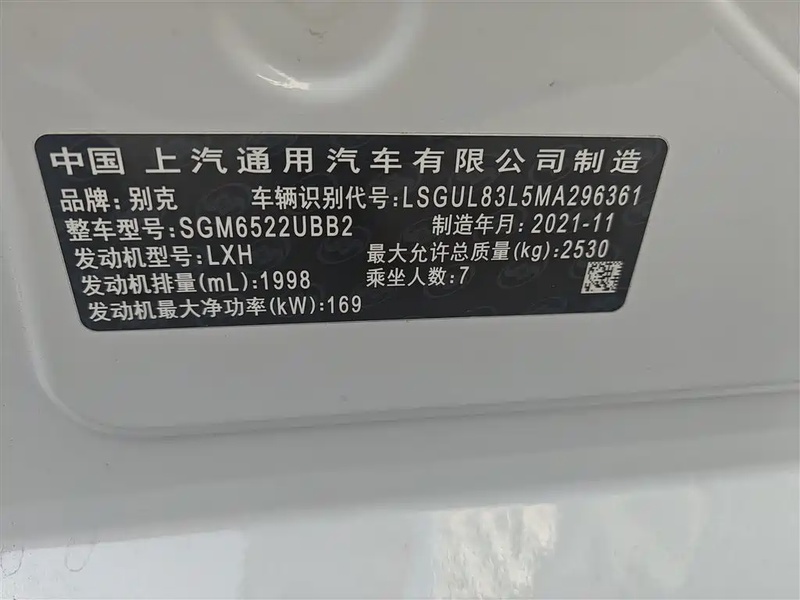 中国 上汽通用汽车有限公司制造
品牌:别克 车辆识别代号:LSGUL83L5MA296361
整车型号:SGM6522UBB2 制造年月:2021-11
发动机型号:LXH 最大允许总质量(kg):2530
发动机排量(mL):1998 乘坐人数:7
发动机最大净功率(kW):169